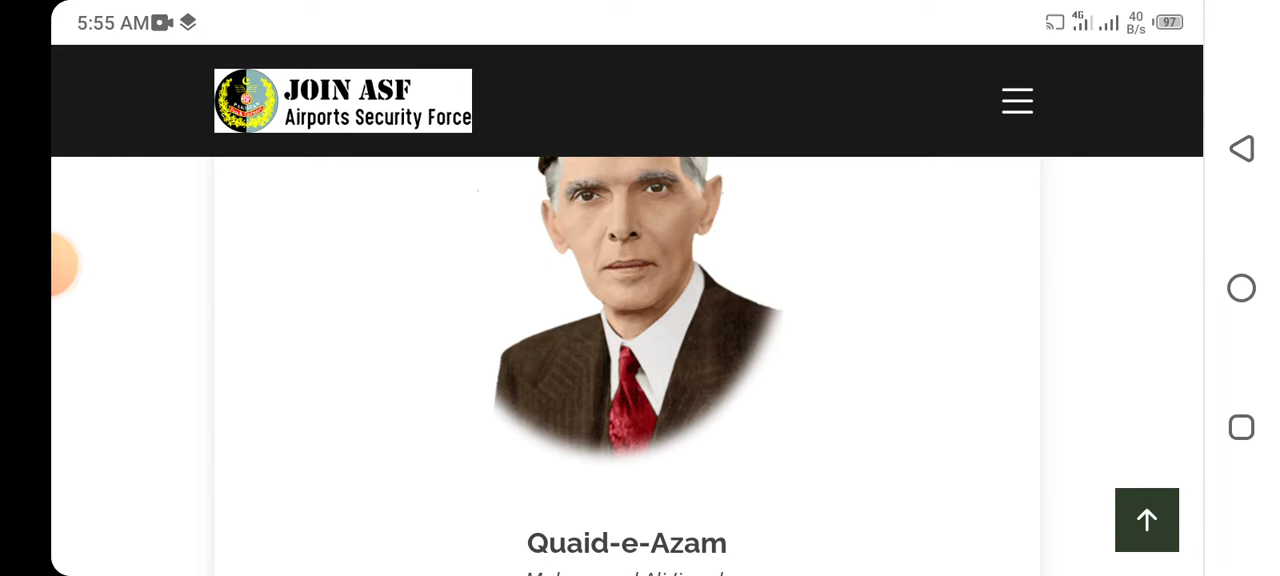 5:55 AM
4G
40
B/s
97
JOIN ASF
Airports Security Force
Quaid-e-Azam